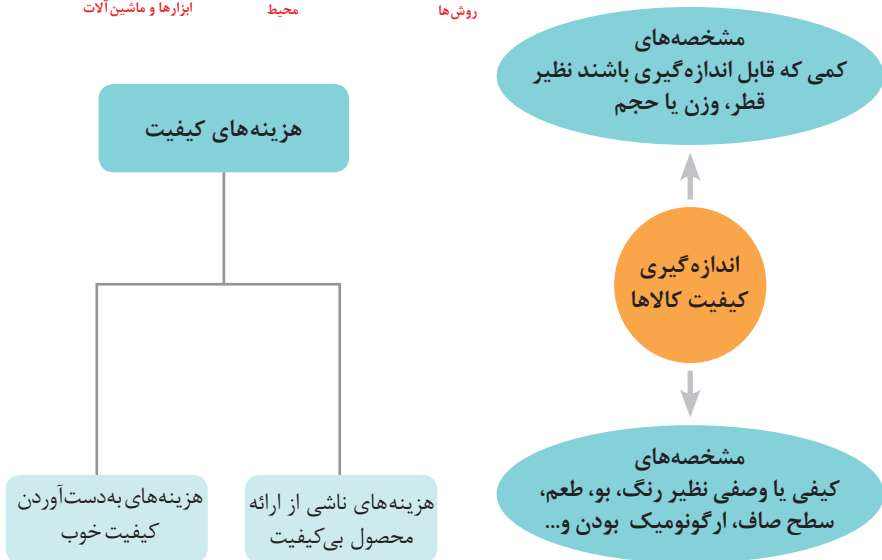 روش‌ها
محیط
ابزارها و ماشین‌آلات
مشخصه‌های
کمی که قابل اندازه‌گیری باشند نظیر
قطر، وزن یا حجم
اندازه‌گیری
کیفیت کالاها
مشخصه‌های
کیفی یا وصفی نظیر رنگ، بو، طعم،
سطح صاف، ارگونومیک بودن و...
هزینه‌های کیفیت
هزینه‌های ناشی از ارائه
محصول بی‌کیفیت
هزینه‌های به‌دست‌آوردن
کیفیت خوب